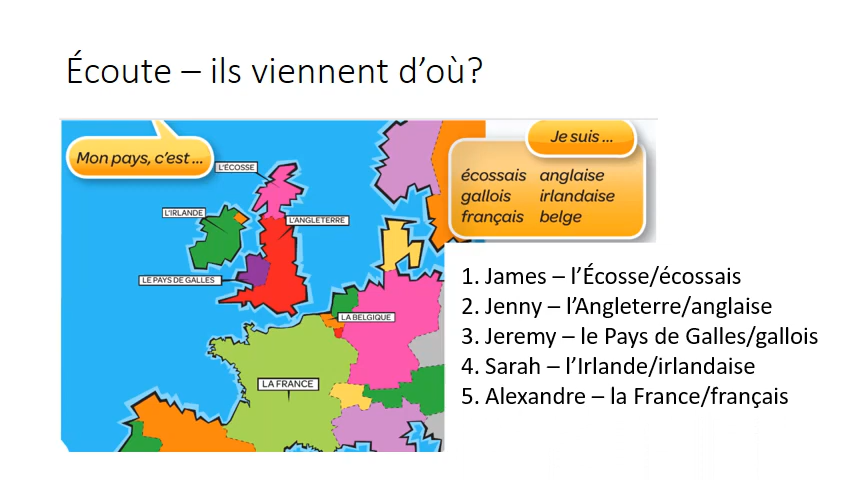 Écoute – ils viennent d’où?
Mon pays, c’est ...
L’ÉCOSSE
L’IRLANDE
L’ANGLETERRE
LE PAYS DE GALLES
LA BELGIQUE
LA FRANCE
Je suis ...
écossais anglaise
gallois irlandaise
français belge
1. James – l’Écosse/écossais
2. Jenny – l’Angleterre/anglaise
3. Jeremy – le Pays de Galles/gallois
4. Sarah – l’Irlande/irlandaise
5. Alexandre – la France/français